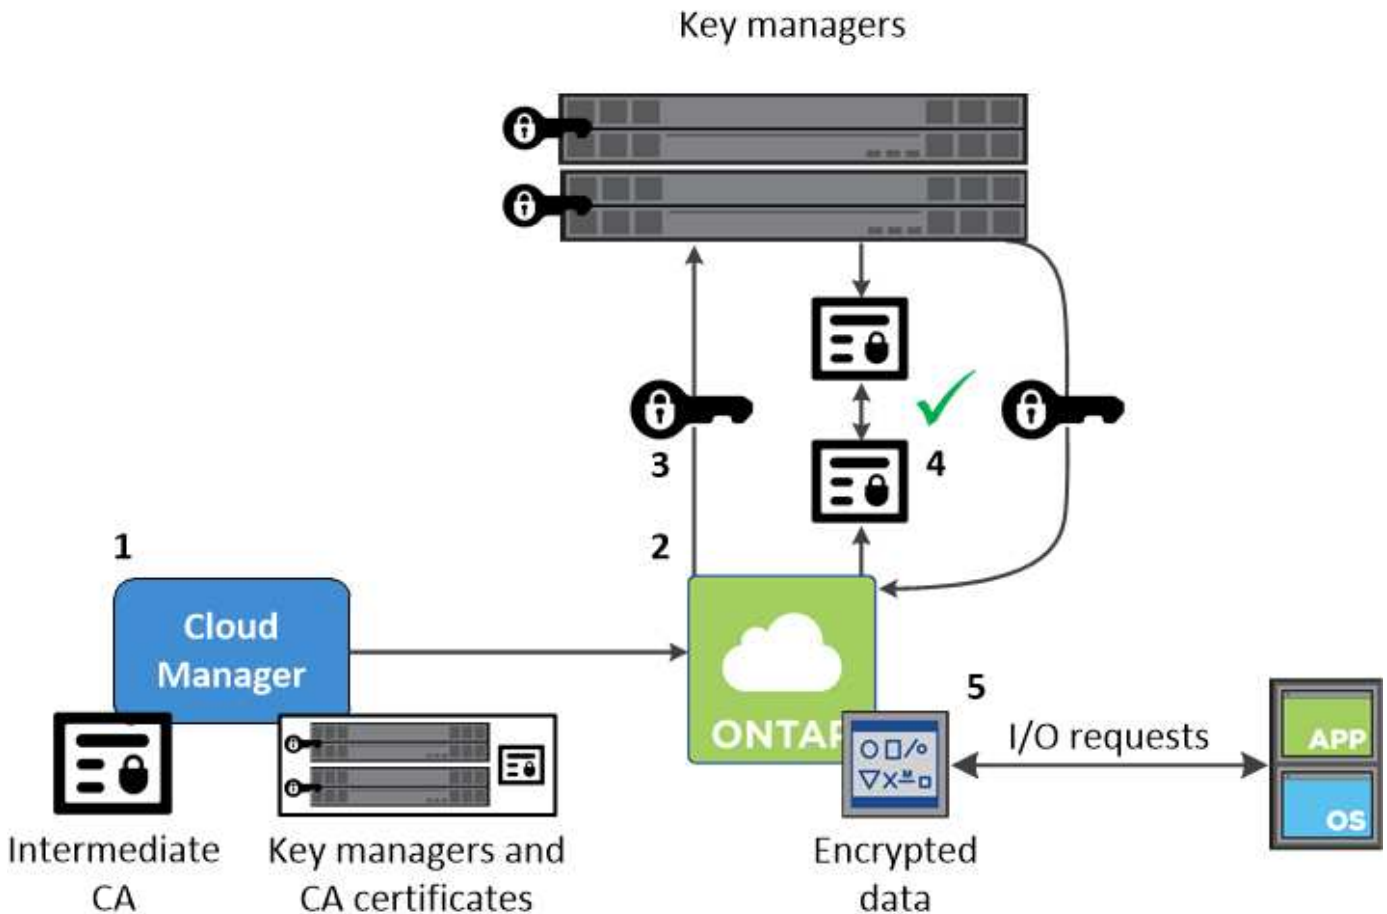 Key managers
3
4
1
2
Cloud
Manager
ONTAP
5
I/O requests
APP
OS
Intermediate
CA
Key managers and
CA certificates
Encrypted
data